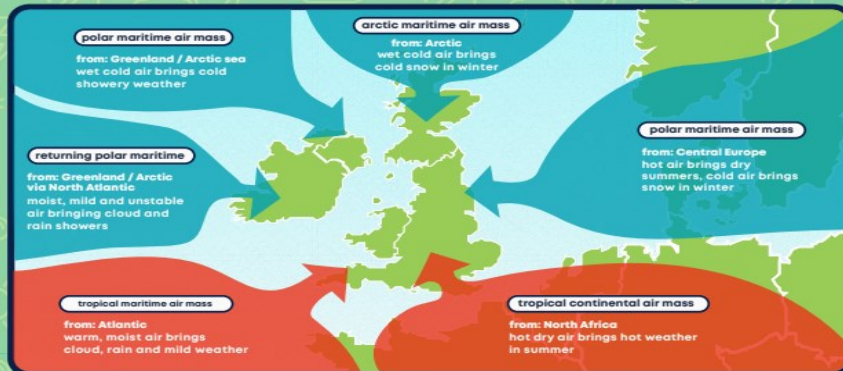 polar maritime air mass
from: Greenland / Arctic sea
wet cold air brings cold
showery weather
arctic maritime air mass
from: Arctic
wet cold air brings
cold snow in winter
returning polar maritime
from: Greenland / Arctic
via North Atlantic
moist, mild and unstable
air bringing cloud and
rain showers
polar maritime air mass
from: Central Europe
hot air brings dry
summers, cold air brings
snow in winter
tropical maritime air mass
from: Atlantic
warm, moist air brings
cloud, rain and mild weather
tropical continental air mass
from: North Africa
hot dry air brings hot weather
in summer